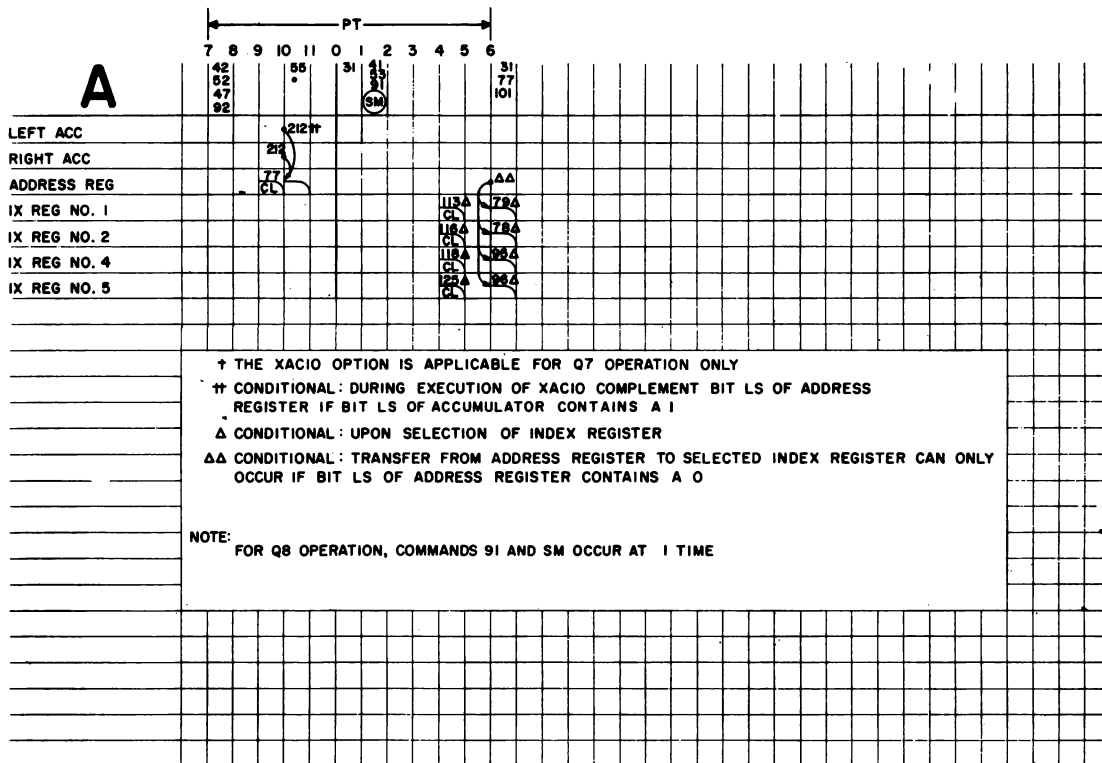 PT
7 8 9 10 11 0 1 2 3 4 5 6
A
42 55 31 41 31
52 53 77
47 91 101
92 SM
LEFT ACC 212††
RIGHT ACC 212
ADDRESS REG 77 ΔΔ
CL
IX REG NO. 1 113Δ 79Δ
CL
IX REG NO. 2 116Δ 78Δ
CL
IX REG NO. 4 118Δ 95Δ
CL
IX REG NO. 5 125Δ 96Δ
CL
† THE XACIO OPTION IS APPLICABLE FOR Q7 OPERATION ONLY
†† CONDITIONAL: DURING EXECUTION OF XACIO COMPLEMENT BIT LS OF ADDRESS
REGISTER IF BIT LS OF ACCUMULATOR CONTAINS A 1
Δ CONDITIONAL: UPON SELECTION OF INDEX REGISTER
ΔΔ CONDITIONAL: TRANSFER FROM ADDRESS REGISTER TO SELECTED INDEX REGISTER CAN ONLY
OCCUR IF BIT LS OF ADDRESS REGISTER CONTAINS A 0
NOTE:
FOR Q8 OPERATION, COMMANDS 91 AND SM OCCUR AT 1 TIME